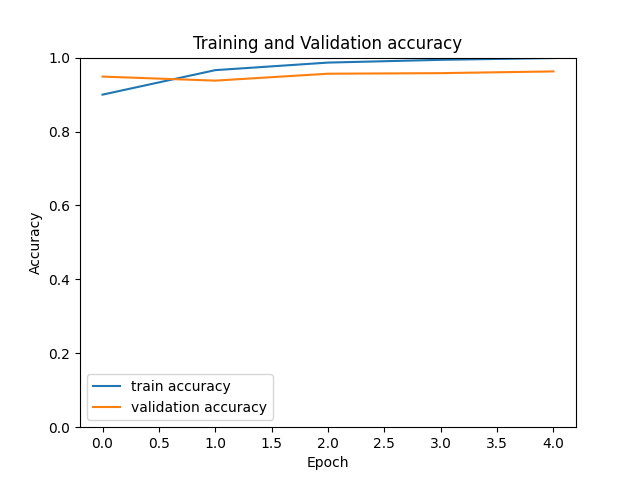 Training and Validation accuracy
1.0
0.8
0.6
0.4
0.2
0.0
Accuracy
train accuracy
validation accuracy
0.0 0.5 1.0 1.5 2.0 2.5 3.0 3.5 4.0
Epoch